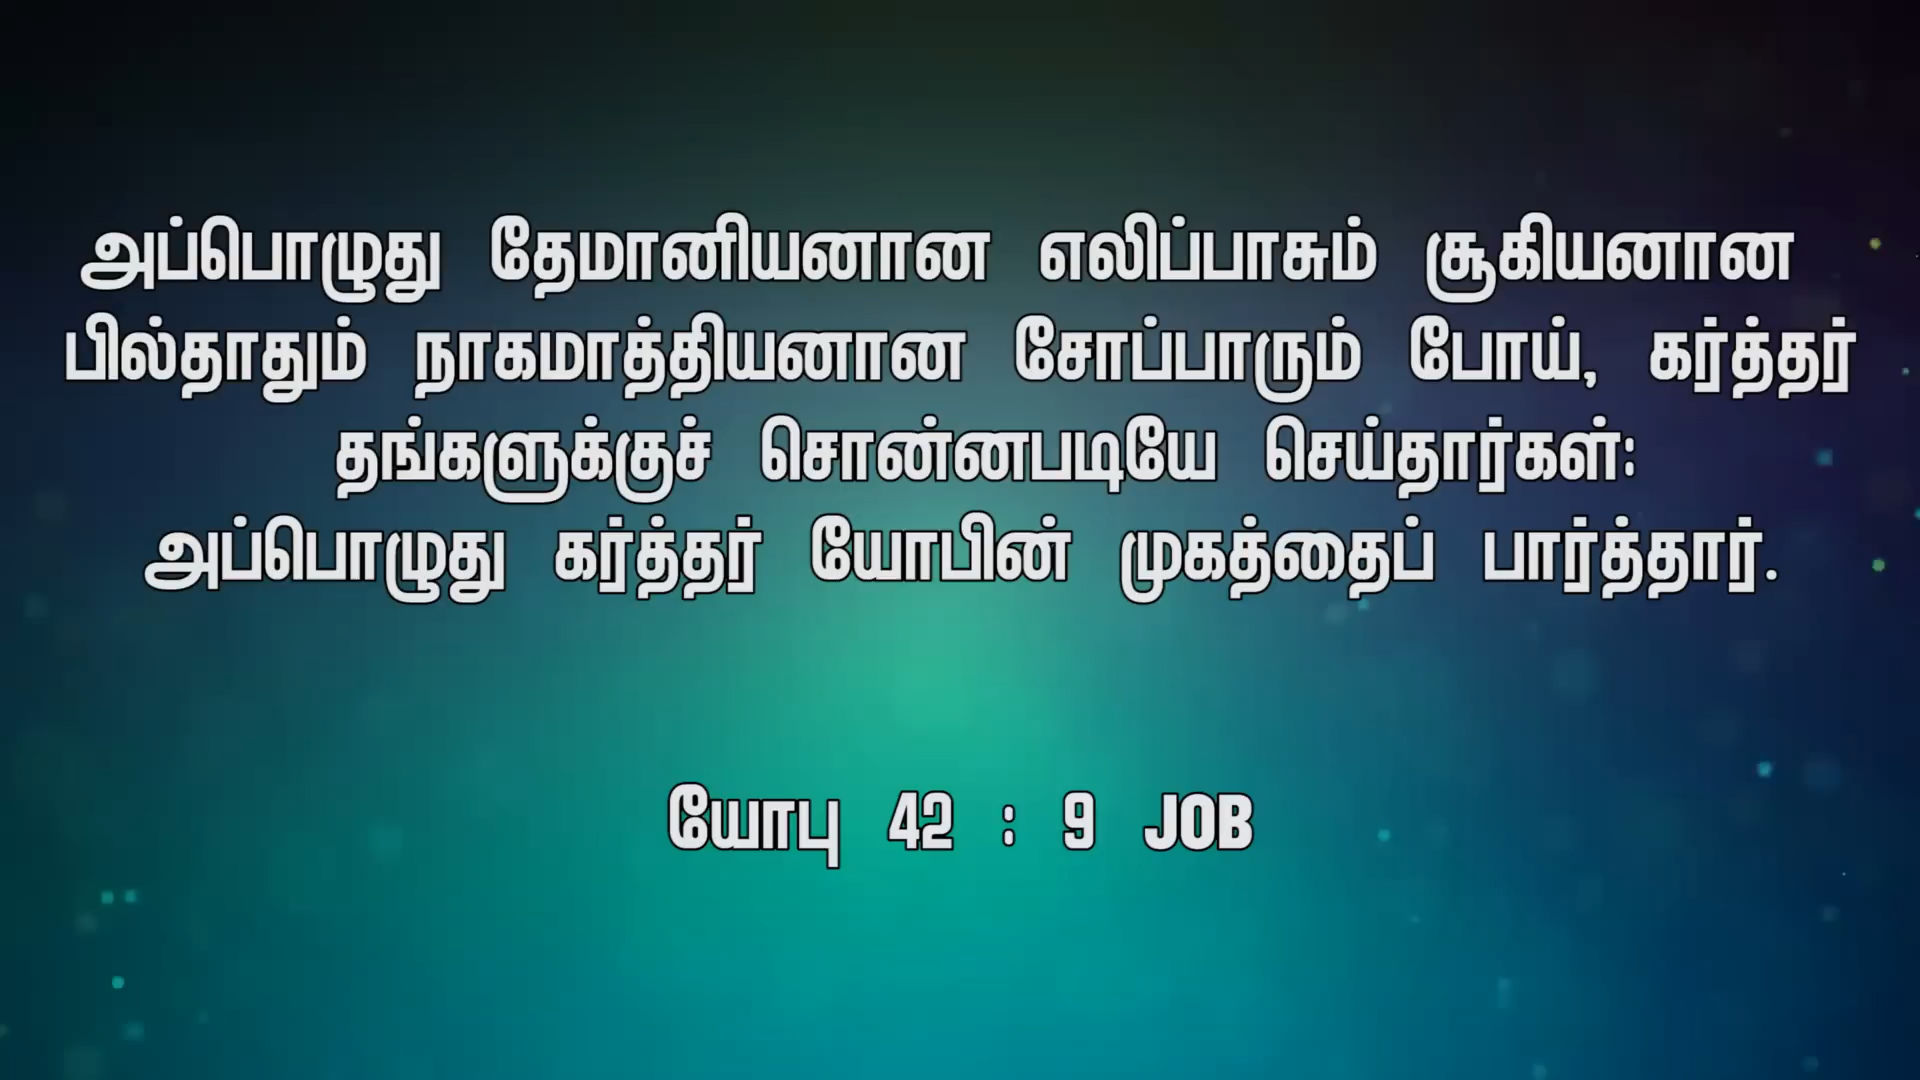 அப்பொழுது தேமானியனான எலிப்பாசும் சூகியனான
பில்தாதும் நாகமாத்தியனான சோப்பாரும் போய், கர்த்தர்
தங்களுக்குச் சொன்னபடியே செய்தார்கள்:
அப்பொழுது கர்த்தர் யோபின் முகத்தைப் பார்த்தார்.
யோபு 42 : 9 JOB